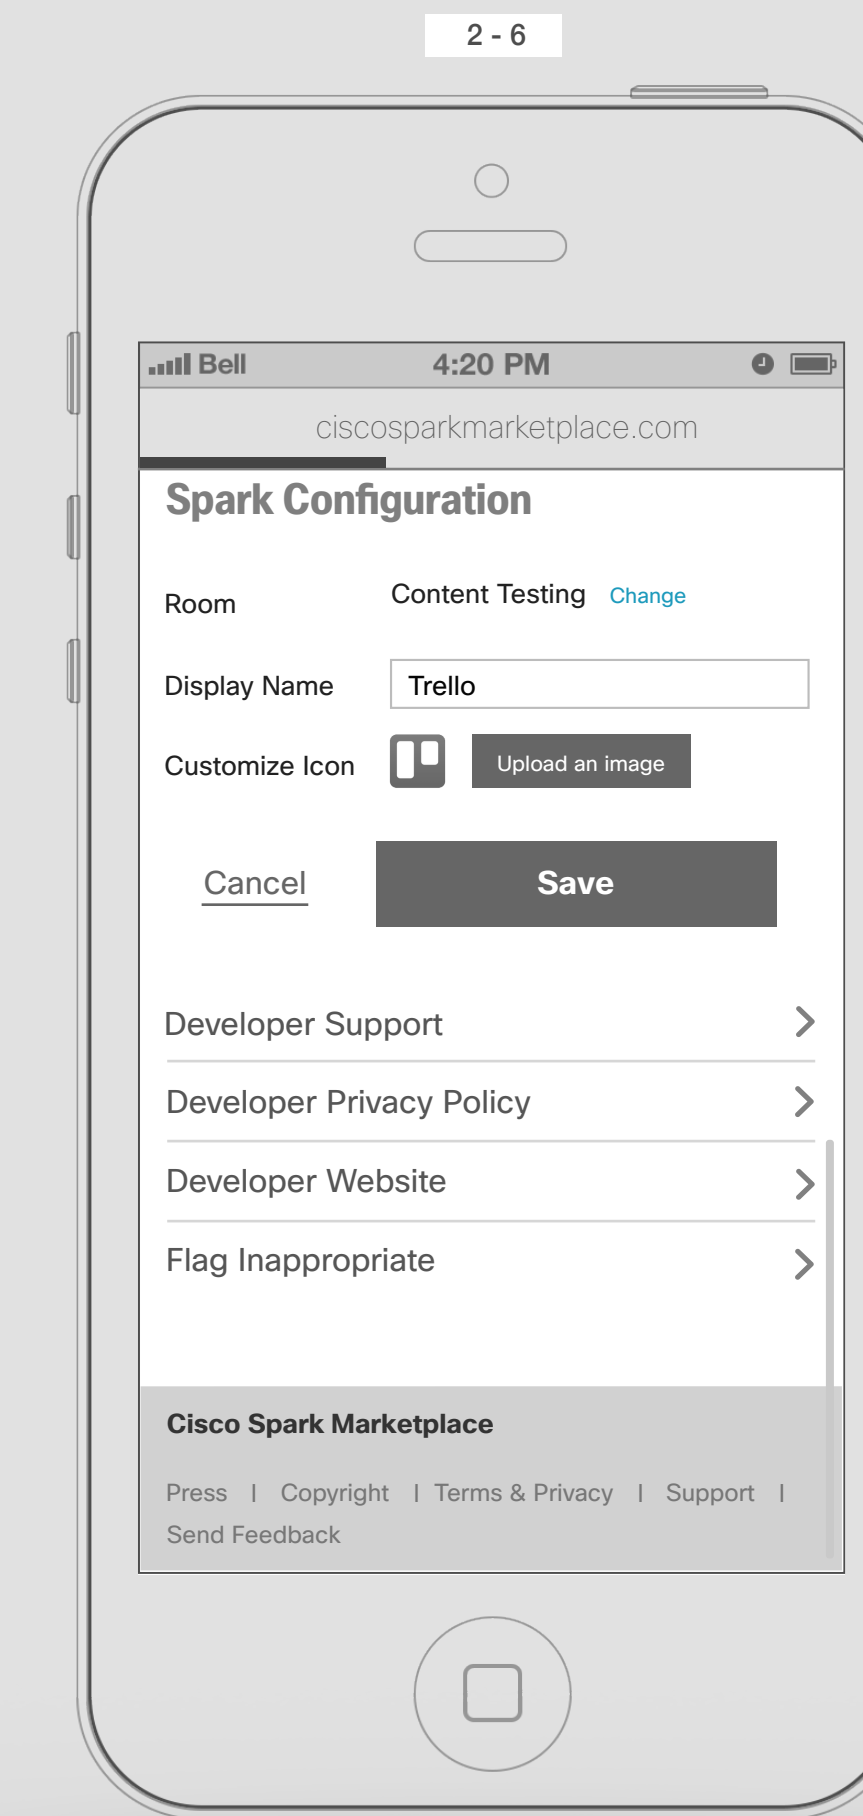 2 - 6
Bell 4:20 PM
ciscosparkmarketplace.com
Spark Configuration
Room Content Testing Change
Display Name Trello
Customize Icon Upload an image
Cancel Save
Developer Support
Developer Privacy Policy
Developer Website
Flag Inappropriate
Cisco Spark Marketplace
Press | Copyright | Terms & Privacy | Support |
Send Feedback